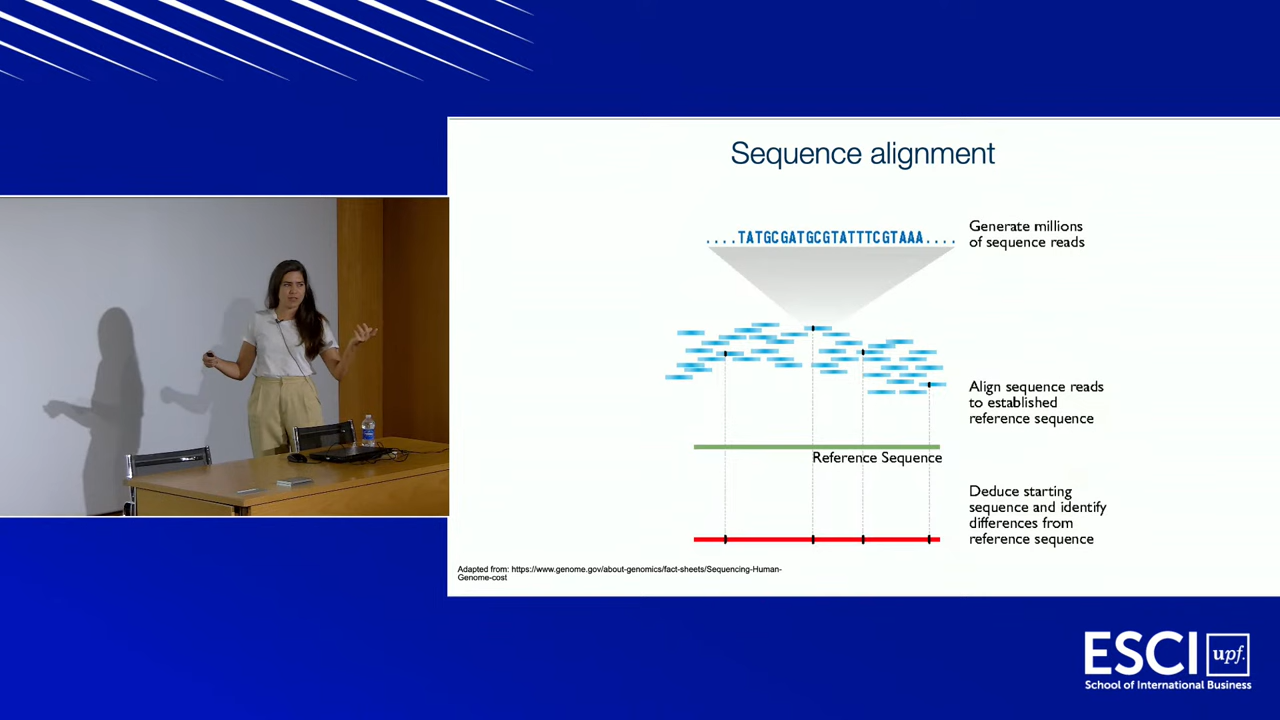 Sequence alignment
....TATGCGATGCGTATTTCGTAAA....
Generate millions
of sequence reads
Align sequence reads
to established
reference sequence
Reference Sequence
Deduce starting
sequence and identify
differences from
reference sequence
Adapted from: https://www.genome.gov/about-genomics/fact-sheets/Sequencing-Human-
Genome-cost
ESCI upf.
School of International Business